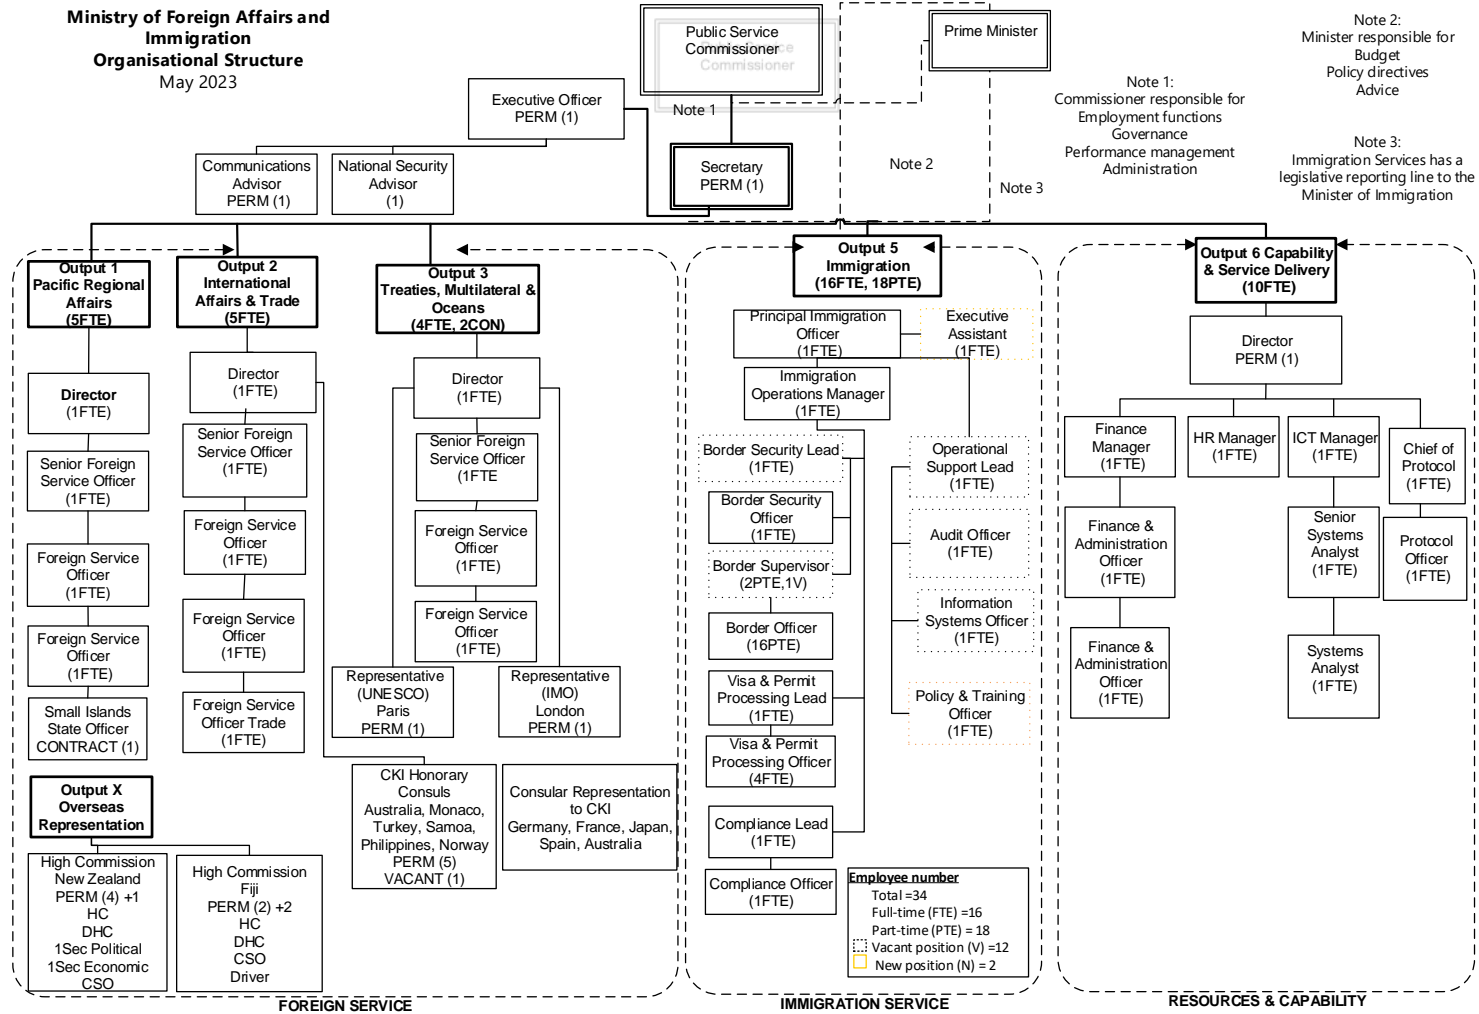 Ministry of Foreign Affairs and
Immigration
Organisational Structure
May 2023
Public Service
Commissioner
Public Service
Commissioner
Prime Minister
Note 2:
Minister responsible for
Budget
Policy directives
Advice
Note 1:
Commissioner responsible for
Employment functions
Governance
Performance management
Administration
Note 3:
Immigration Services has a
legislative reporting line to the
Minister of Immigration
Executive Officer
PERM (1)
Note 1
Communications
Advisor
PERM (1)
National Security
Advisor
(1)
Secretary
PERM (1)
Note 2
Note 3
Output 1
Pacific Regional
Affairs
(5FTE)
Output 2
International
Affairs & Trade
(5FTE)
Output 3
Treaties, Multilateral &
Oceans
(4FTE, 2CON)
Output 5
Immigration
(16FTE, 18PTE)
Output 6 Capability
& Service Delivery
(10FTE)
Director
(1FTE)
Senior Foreign
Service Officer
(1FTE)
Foreign Service
Officer
(1FTE)
Foreign Service
Officer
(1FTE)
Small Islands
State Officer
CONTRACT (1)
Director
(1FTE)
Senior Foreign
Service Officer
(1FTE)
Foreign Service
Officer
(1FTE)
Foreign Service
Officer
(1FTE)
Foreign Service
Officer Trade
(1FTE)
Director
(1FTE)
Senior Foreign
Service Officer
(1FTE
Foreign Service
Officer
(1FTE)
Foreign Service
Officer
(1FTE)
Representative
(UNESCO)
Paris
PERM (1)
Representative
(IMO)
London
PERM (1)
Output X
Overseas
Representation
High Commission
New Zealand
PERM (4) +1
HC
DHC
1Sec Political
1Sec Economic
CSO
High Commission
Fiji
PERM (2) +2
HC
DHC
CSO
Driver
CKI Honorary
Consuls
Australia, Monaco,
Turkey, Samoa,
Philippines, Norway
PERM (5)
VACANT (1)
Consular Representation
to CKI
Germany, France, Japan,
Spain, Australia
FOREIGN SERVICE
Principal Immigration
Officer
(1FTE)
Executive
Assistant
(1FTE)
Immigration
Operations Manager
(1FTE)
Border Security Lead
(1FTE)
Border Security
Officer
(1FTE)
Border Supervisor
(2PTE,1V)
Border Officer
(16PTE)
Visa & Permit
Processing Lead
(1FTE)
Visa & Permit
Processing Officer
(4FTE)
Compliance Lead
(1FTE)
Compliance Officer
(1FTE)
Operational
Support Lead
(1FTE)
Audit Officer
(1FTE)
Information
Systems Officer
(1FTE)
Policy & Training
Officer
(1FTE)
Employee number
Total =34
Full-time (FTE) =16
Part-time (PTE) = 18
Vacant position (V) =12
New position (N) = 2
IMMIGRATION SERVICE
Director
PERM (1)
Finance
Manager
(1FTE)
HR Manager
(1FTE)
ICT Manager
(1FTE)
Chief of
Protocol
(1FTE)
Finance &
Administration
Officer
(1FTE)
Senior
Systems
Analyst
(1FTE)
Protocol
Officer
(1FTE)
Finance &
Administration
Officer
(1FTE)
Systems
Analyst
(1FTE)
RESOURCES & CAPABILITY